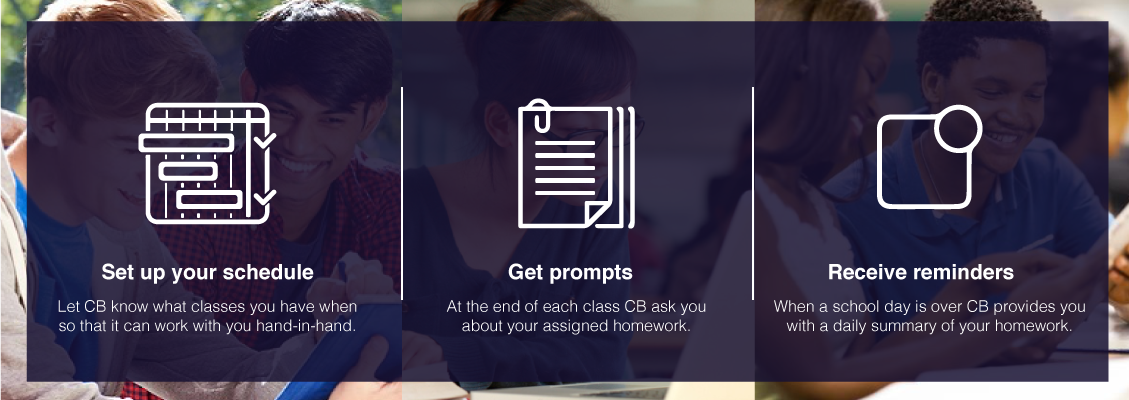 Set up your schedule
Let CB know what classes you have when
so that it can work with you hand-in-hand.
Get prompts
At the end of each class CB ask you
about your assigned homework.
Receive reminders
When a school day is over CB provides you
with a daily summary of your homework.